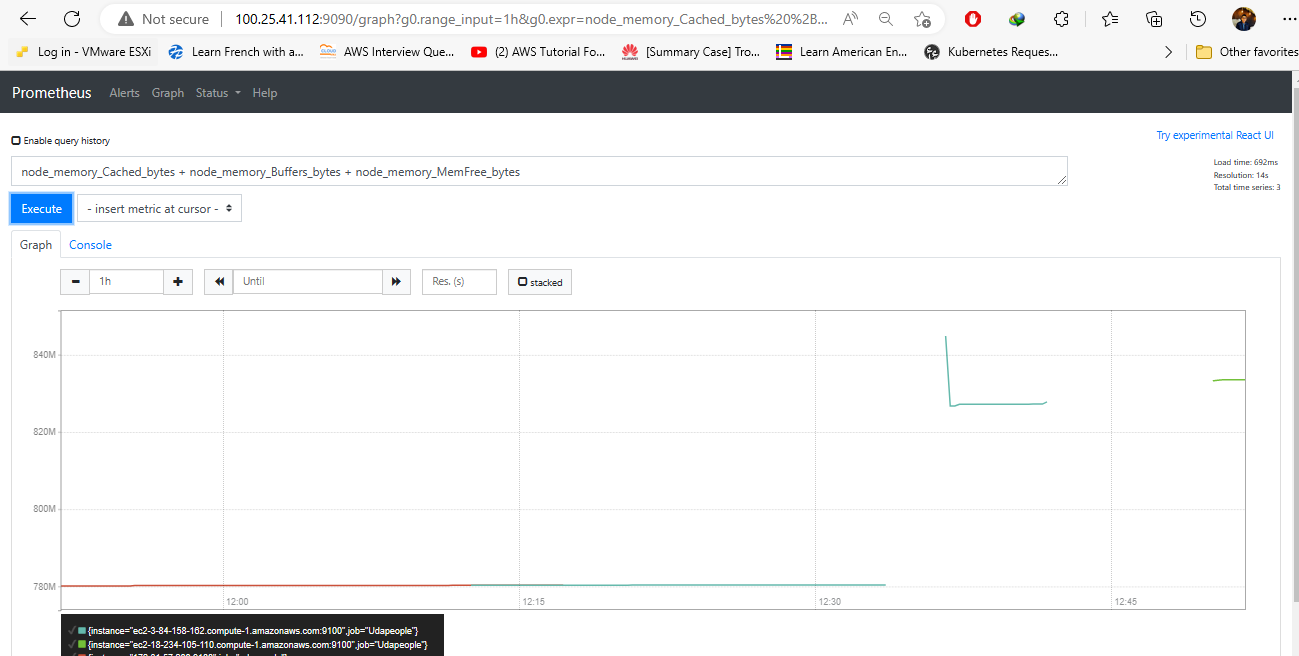 Not secure
100.25.41.112:9090/graph?g0.range_input=1h&g0.expr=node_memory_Cached_bytes%20%2B...
Log in - VMware ESXi
Learn French with a...
AWS Interview Que...
(2) AWS Tutorial Fo...
[Summary Case] Tro...
Learn American En...
Kubernetes Reques...
Other favorites
Prometheus Alerts Graph Status Help
Enable query history
Try experimental React UI
node_memory_Cached_bytes + node_memory_Buffers_bytes + node_memory_MemFree_bytes
Load time: 692ms
Resolution: 14s
Total time series: 3
Execute
- insert metric at cursor -
Graph Console
1h
Until
Res. (s)
stacked
840M
820M
800M
780M
12:00 12:15 12:30 12:45
{instance="ec2-3-84-158-162.compute-1.amazonaws.com:9100",job="Udapeople"}
{instance="ec2-18-234-105-110.compute-1.amazonaws.com:9100",job="Udapeople"}